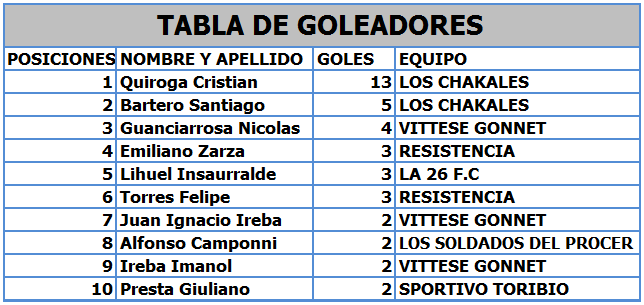 TABLA DE GOLEADORES
POSICIONES NOMBRE Y APELLIDO GOLES EQUIPO
1 Quiroga Cristian 13 LOS CHAKALES
2 Bartero Santiago 5 LOS CHAKALES
3 Guanciarrosa Nicolas 4 VITTESE GONNET
4 Emiliano Zarza 3 RESISTENCIA
5 Lihuel Insaurralde 3 LA 26 F.C
6 Torres Felipe 3 RESISTENCIA
7 Juan Ignacio Ireba 2 VITTESE GONNET
8 Alfonso Camponni 2 LOS SOLDADOS DEL PROCER
9 Ireba Imanol 2 VITTESE GONNET
10 Presta Giuliano 2 SPORTIVO TORIBIO